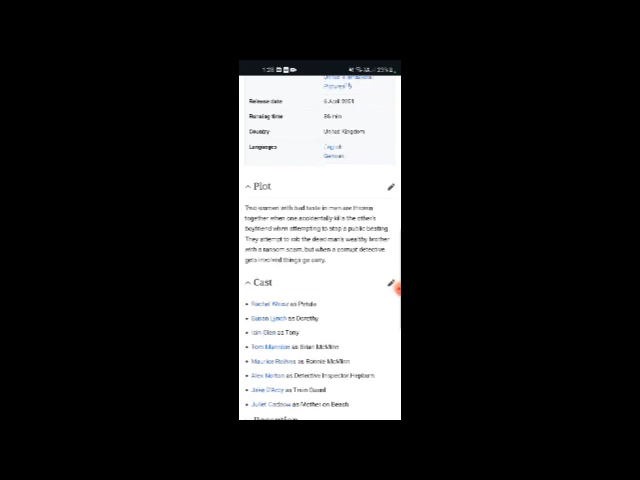 Pictures
Release date 6 April 2001
Running time 86 min
Country United Kingdom
Languages English
German
Plot
Two women with bad taste in men are thrown
together when one accidentally kills the other's
boyfriend when attempting to stop a public beating.
They attempt to rob the dead man's wealthy brother
with a ransom scam, but when a corrupt detective
gets involved things go awry.
Cast
Rachel Weisz as Petula
Susan Lynch as Dorothy
Iain Glen as Tony
Tom Mannion as Brian McMinn
Maurice Roëves as Ronnie McMinn
Alex Norton as Detective Inspector Hepburn
Jake D'Arcy as Train Guard
Juliet Cadzow as Mother on Beach